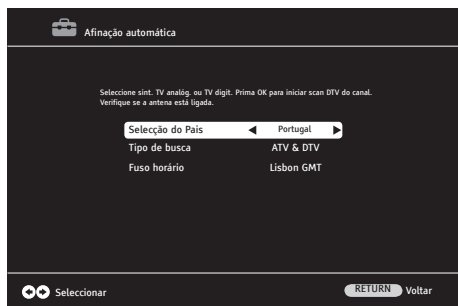 Afinação automática
Seleccione sint. TV analóg. ou TV digit. Prima OK para iniciar scan DTV do canal.
Verifique se a antena está ligada.
Selecção do Pais Portugal
Tipo de busca ATV & DTV
Fuso horário Lisbon GMT
Seleccionar RETURN Voltar